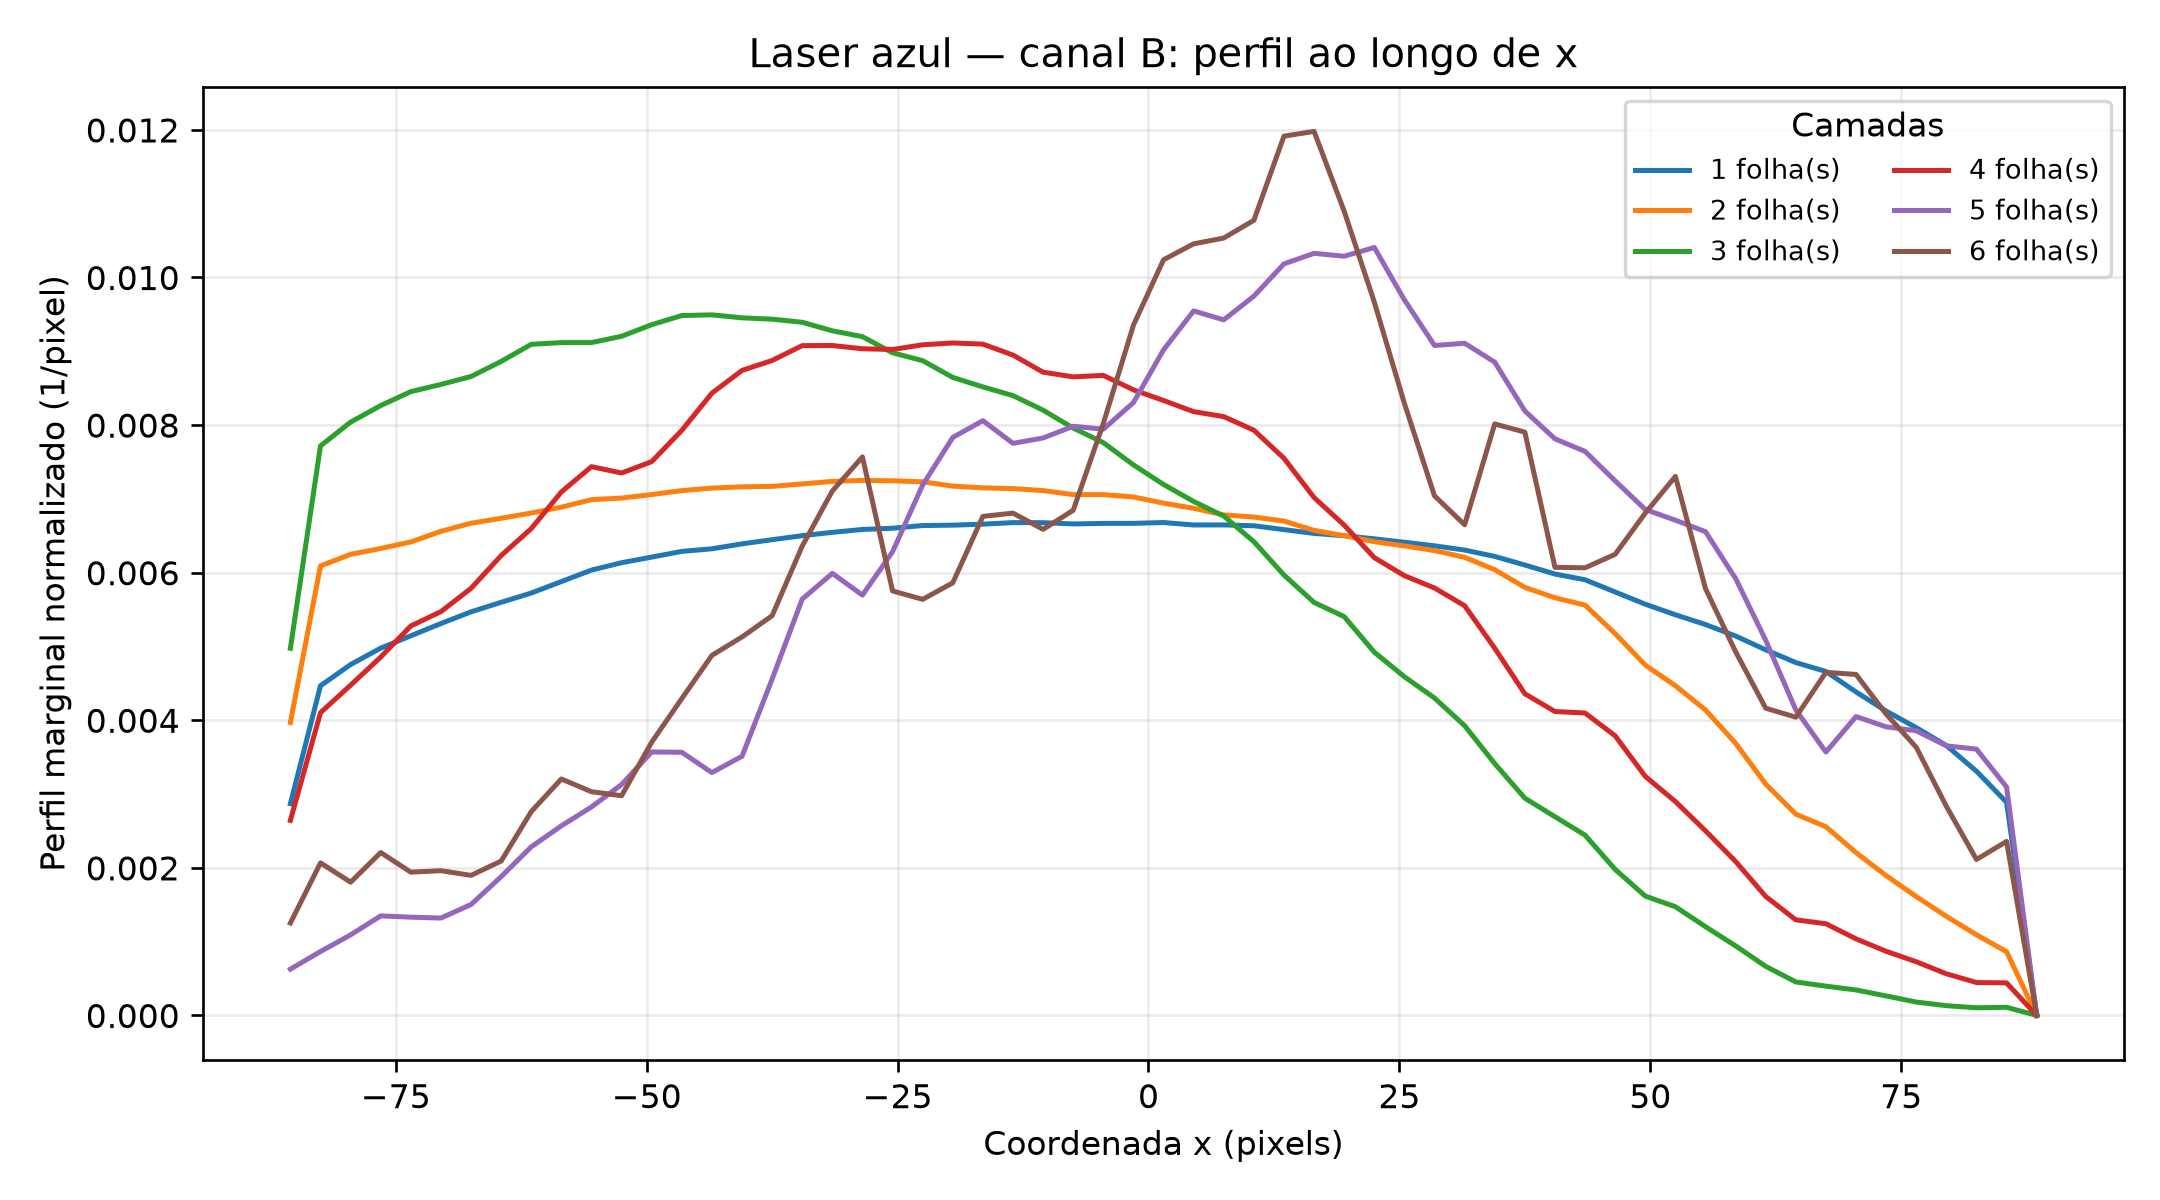 Laser azul — canal B: perfil ao longo de x
Perfil marginal normalizado (1/pixel)
0.012
0.010
0.008
0.006
0.004
0.002
0.000
Camadas
1 folha(s) 4 folha(s)
2 folha(s) 5 folha(s)
3 folha(s) 6 folha(s)
−75 −50 −25 0 25 50 75
Coordenada x (pixels)